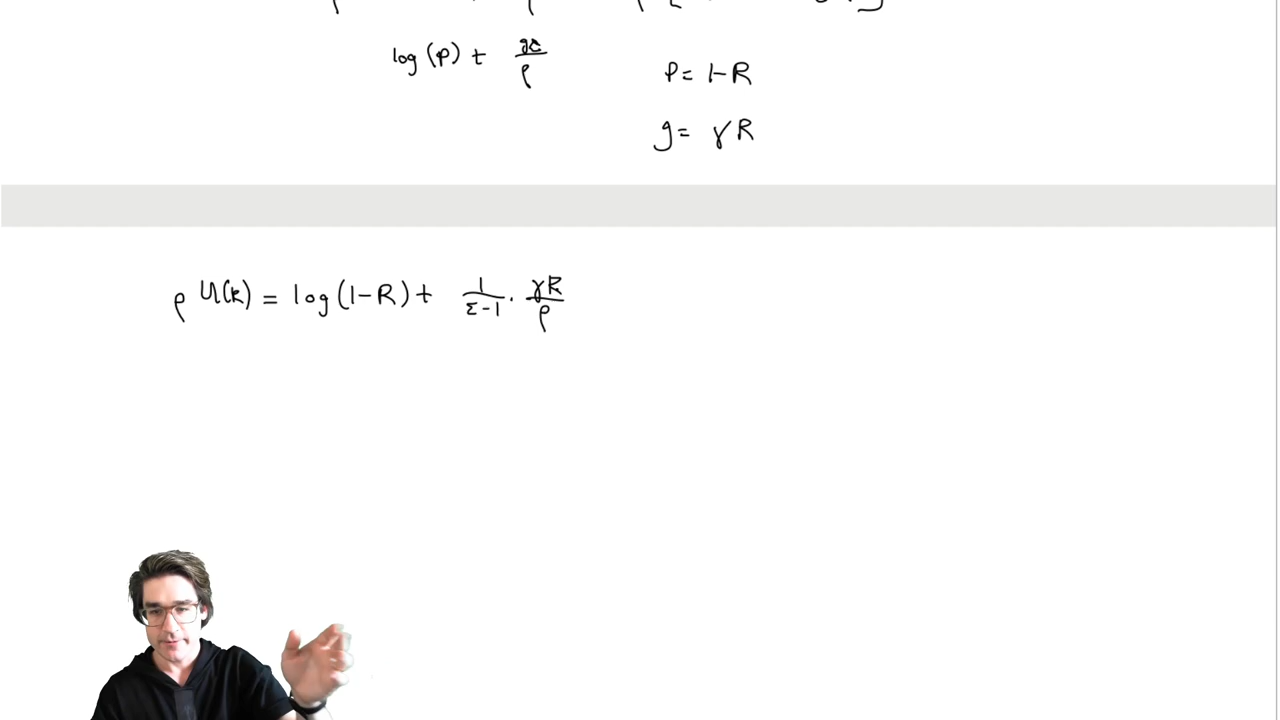 log(P) + gc/ρ
P = 1-R
g = γR
ρ U(k) = log(1-R) + 1/(Σ-1) · γR/ρ